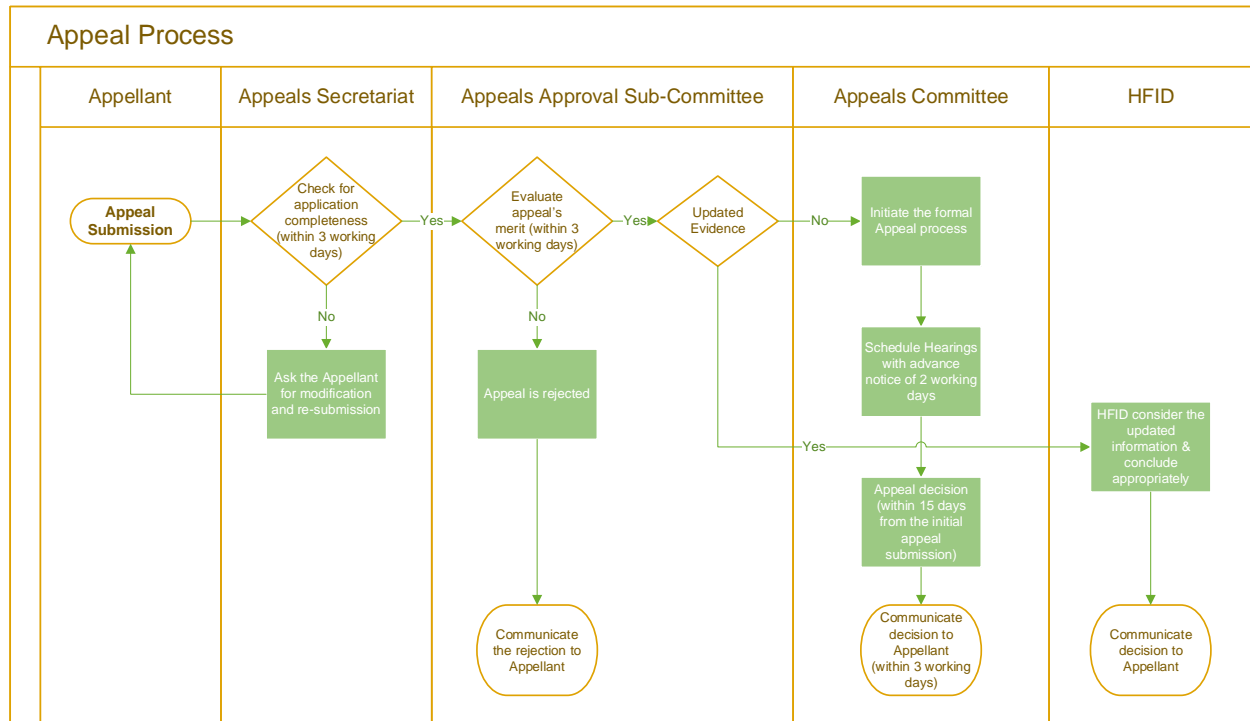 Appeal Process
Appellant
Appeals Secretariat
Appeals Approval Sub-Committee
Appeals Committee
HFID
Appeal
Submission
Check for
application
completeness
(within 3 working
days)
Yes
Evaluate
appeal's
merit (within 3
working days)
Yes
Updated
Evidence
No
Initiate the formal
Appeal process
No
No
Ask the Appellant
for modification
and re-submission
Appeal is rejected
Schedule Hearings
with advance
notice of 2 working
days
Yes
HFID consider the
updated
information &
conclude
appropriately
Appeal decision
(within 15 days
from the initial
appeal
submission)
Communicate
the rejection to
Appellant
Communicate
decision to
Appellant
(within 3 working
days)
Communicate
decision to
Appellant